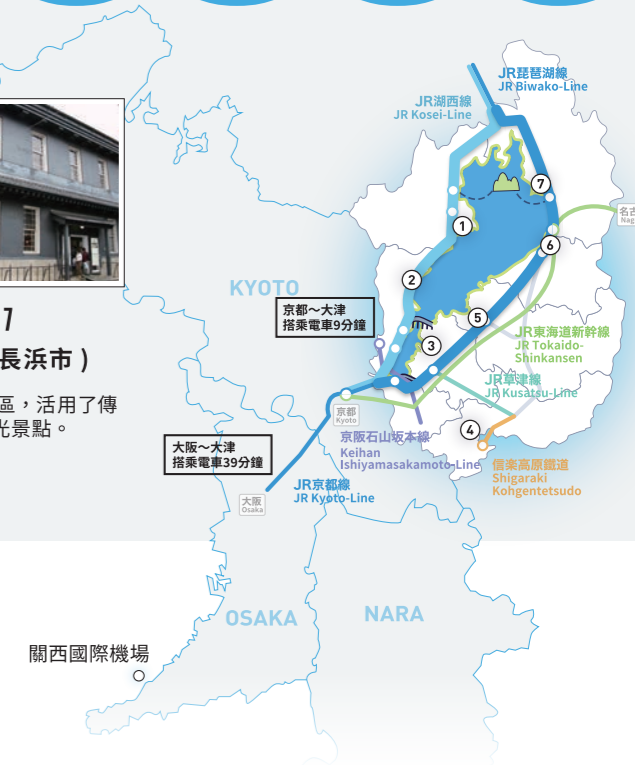 JR琵琶湖線
JR Biwako-Line
JR湖西線
JR Kosei-Line
7
1
6
2
5
3
4
名古
Nag
KYOTO
京都～大津
搭乘電車9分鐘
7
長浜市 )
區，活用了傳
光景點。
JR東海道新幹線
JR Tokaido-
Shinkansen
JR草津線
JR Kusatsu-Line
京都
Kyoto
京阪石山坂本線
Keihan
Ishiyamasakamoto-Line
大阪～大津
搭乘電車39分鐘
信楽高原鐵道
Shigaraki
Kohgentetsudo
JR京都線
JR Kyoto-Line
大阪
Osaka
OSAKA
NARA
關西國際機場